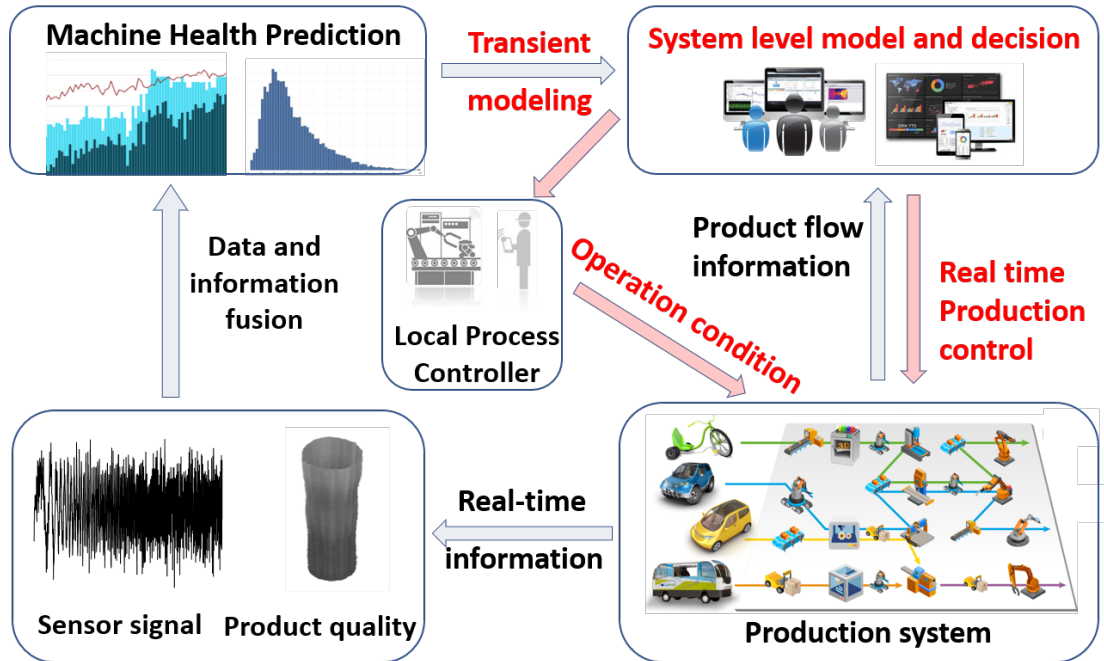 Machine Health Prediction
Transient
modeling
System level model and decision
Data and
information
fusion
Local Process
Controller
Operation condition
Product flow
information
Real time
Production
control
Sensor signal
Product quality
Real-time
information
Production system